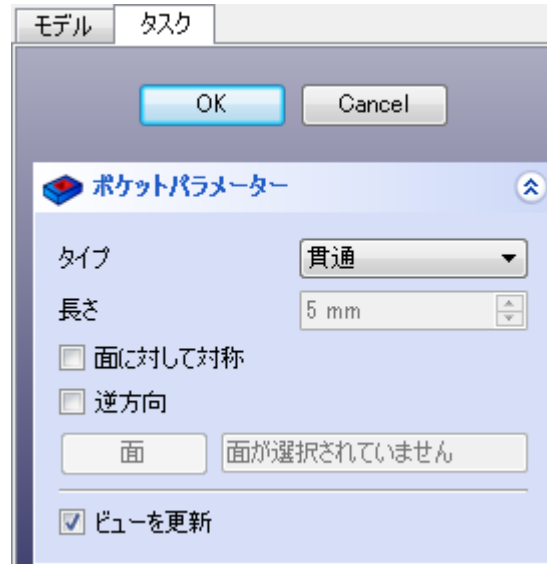 モデル タスク
OK Cancel
ポケットパラメーター
タイプ 貫通
長さ 5 mm
面に対して対称
逆方向
面 面が選択されていません
ビューを更新